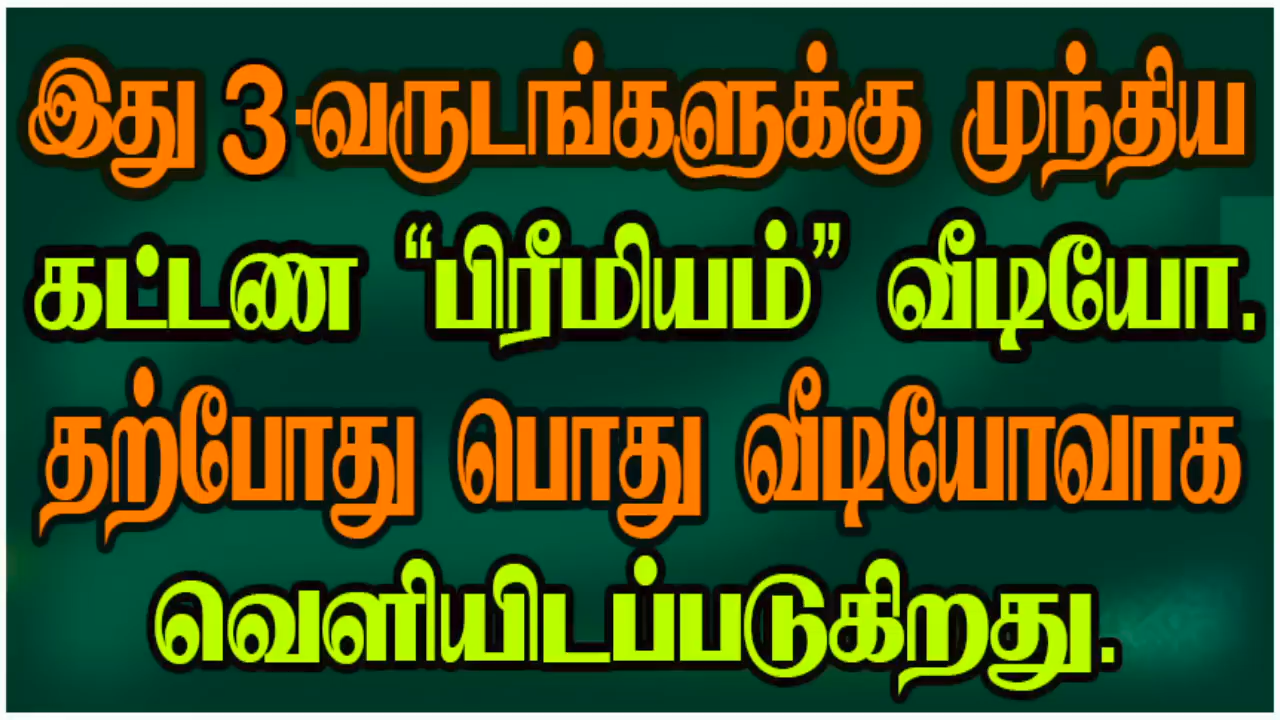 இது 3-வருடங்களுக்கு முந்திய
கட்டண “பிரீமியம்” வீடியோ.
தற்போது பொது வீடியோவாக
வெளியிடப்படுகிறது.